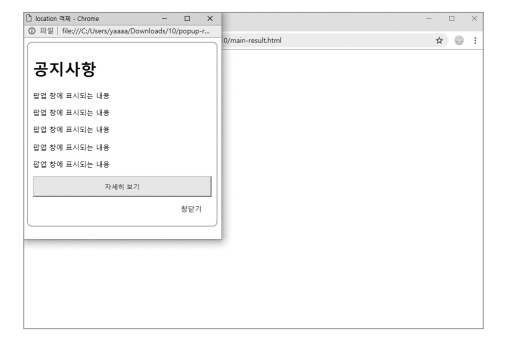 location 객체 - Chrome
파일 | file:///C:/Users/yaaaa/Downloads/10/popup-r...
0/main-result.html
공지사항
팝업 창에 표시되는 내용
팝업 창에 표시되는 내용
팝업 창에 표시되는 내용
팝업 창에 표시되는 내용
팝업 창에 표시되는 내용
자세히 보기
창닫기